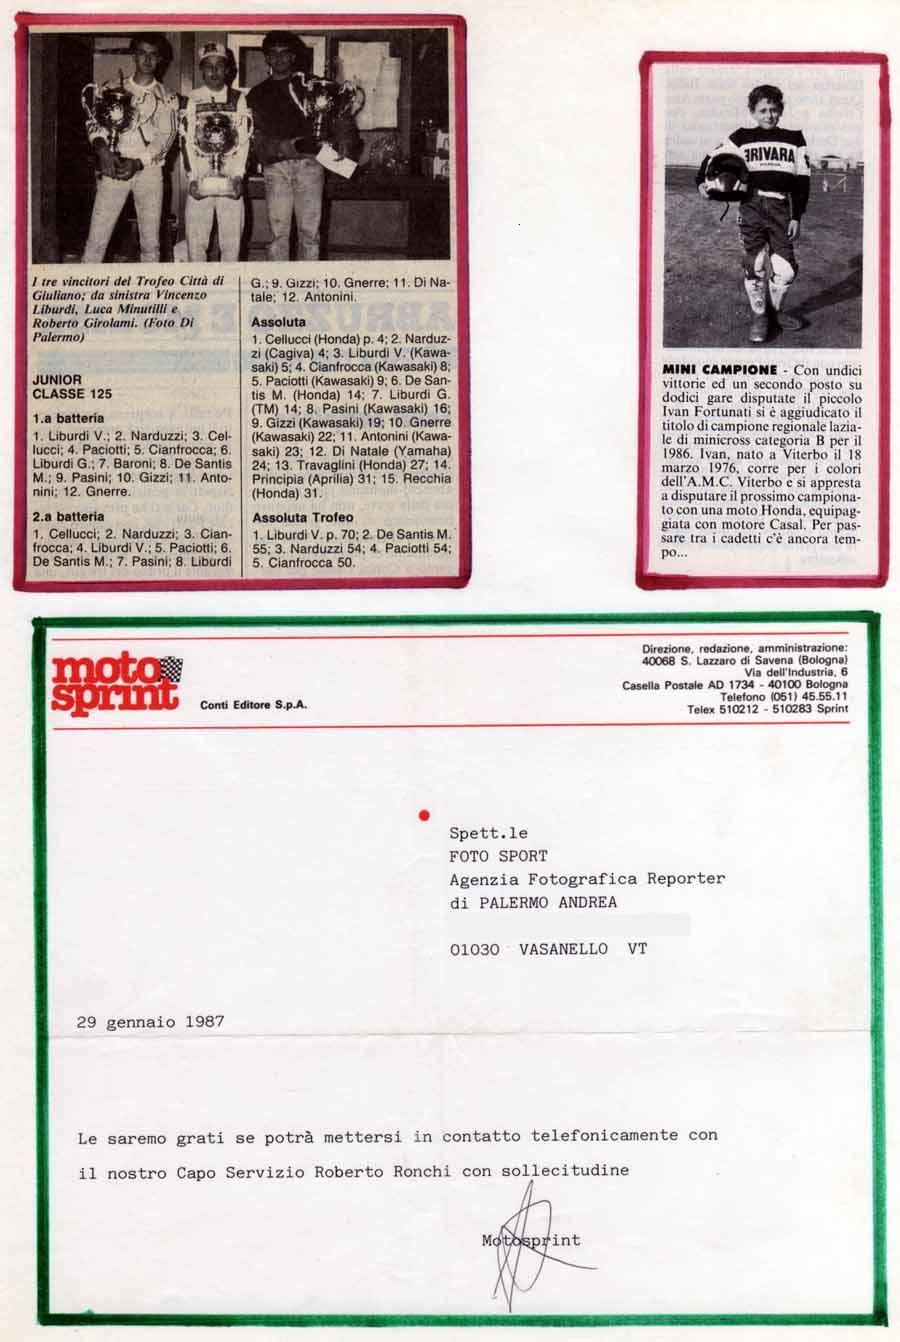 I tre vincitori del Trofeo Città di
Giuliano; da sinistra Vincenzo
Liburdi, Luca Minutilli e
Roberto Girolami. (Foto Di
Palermo)
JUNIOR
CLASSE 125
1.a batteria
1. Liburdi V.; 2. Narduzzi; 3. Cel-
lucci; 4. Paciotti; 5. Cianfrocca; 6.
Liburdi G.; 7. Baroni; 8. De Santis
M.; 9. Pasini; 10. Gizzi; 11. Anto-
nini; 12. Gnerre.
2.a batteria
1. Cellucci; 2. Narduzzi; 3. Cian-
frocca; 4. Liburdi V.; 5. Paciotti; 6.
De Santis M.; 7. Pasini; 8. Liburdi
G.; 9. Gizzi; 10. Gnerre; 11. Di Na-
tale; 12. Antonini.
Assoluta
1. Cellucci (Honda) p. 4; 2. Narduz-
zi (Cagiva) 4; 3. Liburdi V. (Kawa-
saki) 5; 4. Cianfrocca (Kawasaki) 8;
5. Paciotti (Kawasaki) 9; 6. De San-
tis M. (Honda) 14; 7. Liburdi G.
(TM) 14; 8. Pasini (Kawasaki) 16;
9. Gizzi (Kawasaki) 19; 10. Gnerre
(Kawasaki) 22; 11. Antonini (Kawa-
saki) 23; 12. Di Natale (Yamaha)
24; 13. Travaglini (Honda) 27; 14.
Principia (Aprilia) 31; 15. Recchia
(Honda) 31.
Assoluta Trofeo
1. Liburdi V. p. 70; 2. De Santis M.
55; 3. Narduzzi 54; 4. Paciotti 54;
5. Cianfrocca 50.
BRIVARA
MINI CAMPIONE - Con undici
vittorie ed un secondo posto su
dodici gare disputate il piccolo
Ivan Fortunati si è aggiudicato il
titolo di campione regionale lazia-
le di minicross categoria B per il
1986. Ivan, nato a Viterbo il 18
marzo 1976, corre per i colori
dell'A.M.C. Viterbo e si appresta
a disputare il prossimo campiona-
to con una moto Honda, equipag-
giata con motore Casal. Per pas-
sare tra i cadetti c'è ancora tem-
po...
moto
sprint
Conti Editore S.p.A.
Direzione, redazione, amministrazione:
40068 S. Lazzaro di Savena (Bologna)
Via dell'Industria, 6
Casella Postale AD 1734 - 40100 Bologna
Telefono (051) 45.55.11
Telex 510212 - 510283 Sprint
Spett.le
FOTO SPORT
Agenzia Fotografica Reporter
di PALERMO ANDREA
01030 VASANELLO VT
29 gennaio 1987
Le saremo grati se potrà mettersi in contatto telefonicamente con
il nostro Capo Servizio Roberto Ronchi con sollecitudine
Motosprint